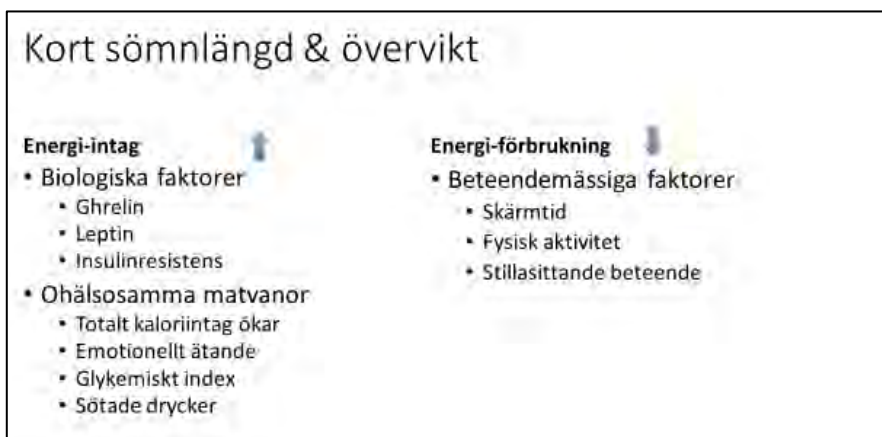 Kort sömnlängd & övervikt
Energi-intag
• Biologiska faktorer
• Ghrelin
• Leptin
• Insulinresistens
• Ohälsosamma matvanor
• Totalt kaloriintag ökar
• Emotionellt ätande
• Glykemiskt index
• Sötade drycker
Energi-förbrukning
• Beteendemässiga faktorer
• Skärmtid
• Fysisk aktivitet
• Stillasittande beteende